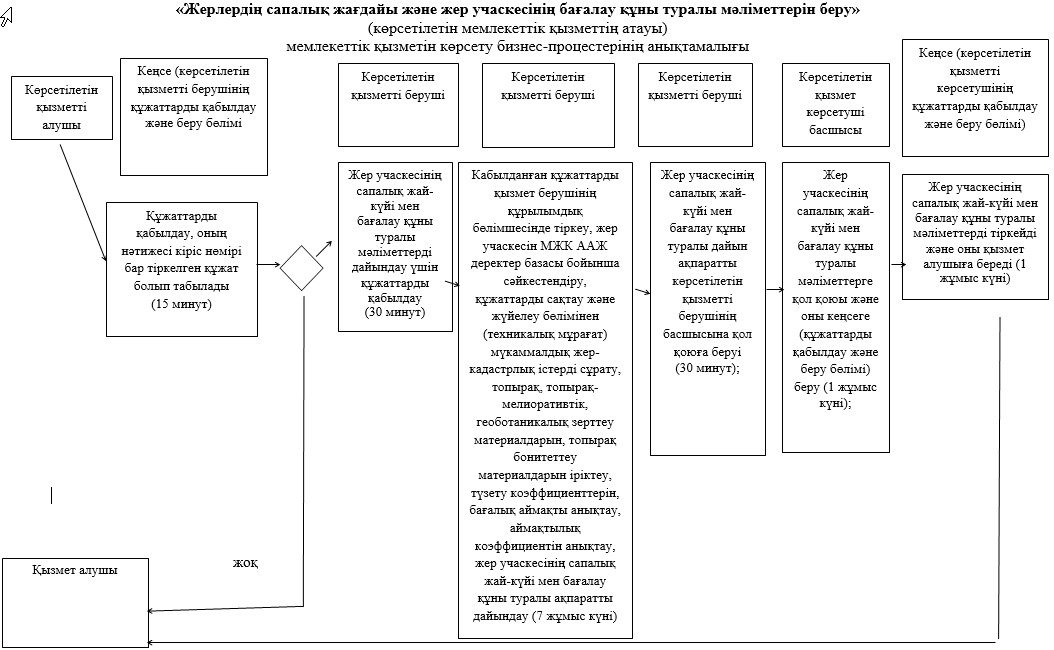 «Жерлердің сапалық жағдайы және жер учаскесінің бағалау құны туралы мәліметтерін беру»
(көрсетілетін мемлекеттік қызметтің атауы)
мемлекеттік қызметін көрсету бизнес-процестерінің анықтамалығы
Көрсетілетін
қызметті
алушы
Кеңсе (көрсетілетін
қызметті берушінің
құжаттарды қабылдау
және беру бөлімі
Көрсетілетін
қызметті беруші
Көрсетілетін
қызметті беруші
Көрсетілетін
қызметті беруші
Көрсетілетін
қызмет
көрсетуші
басшысы
Кеңсе (көрсетілетін
қызметті
көрсетушінің
құжаттарды қабылдау
және беру бөлімі)
Құжаттарды
қабылдау, оның
нәтижесі кіріс нөмірі
бар тіркелген құжат
болып табылады
(15 минут)
Жер учаскесінің
сапалық жай-
күйі мен
бағалау құны
туралы
мәліметтерді
дайындау үшін
құжаттарды
қабылдау
(30 минут)
Кабылданған құжаттарды
қызмет берушінің
құрылымдық
бөлімшесінде тіркеу, жер
учаскесін МЖК ААЖ
деректер базасы бойынша
сәйкестендіру,
құжаттарды сақтау және
жүйелеу бөлімінен
(техникалық мұрағат)
мүкаммалдық жер-
кадастрлық істерді сұрату,
топырақ, топырақ-
мелиоративтік,
геоботаникалық зерттеу
материалдарын, топырақ
бонитеттеу
материалдарын іріктеу,
түзету коэффициенттерін,
бағалық аймақты анықтау,
аймақтылық
коэффициентін анықтау,
жер учаскесінің сапалық
жай-күйі мен бағалау
құны туралы ақпаратты
дайындау (7 жұмыс күні)
Жер учаскесінің
сапалық жай-
күйі мен
бағалау құны
туралы дайын
ақпаратты
көрсетілетін
қызметті
берушінің
басшысына қол
қоюға беруі
(30 минут);
Жер
учаскесінің
сапалық жай-
күйі мен
бағалау құны
туралы
мәліметтерге
қол қоюы және
оны кеңсеге
(құжаттарды
қабылдау және
беру бөлімі)
беру (1 жұмыс
күні);
Жер учаскесінің
сапалық жай-күйі мен
бағалау құны туралы
мәліметтерді тіркейді
және оны қызмет
алушыға береді (1
жұмыс күні)
жоқ
Қызмет алушы